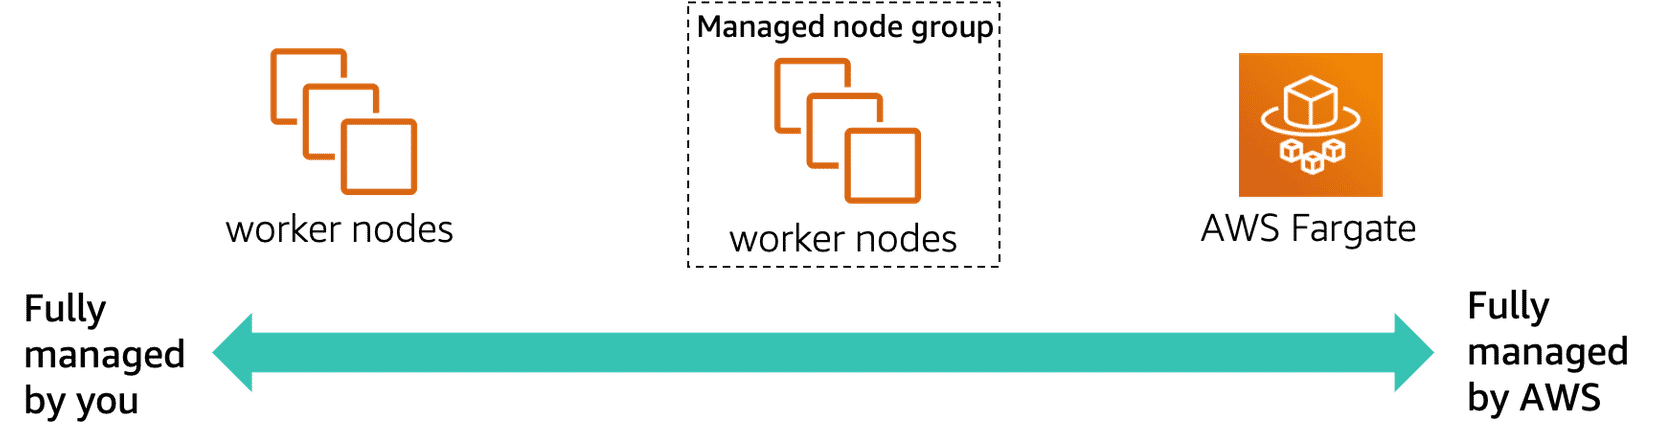 Managed node group
worker nodes
worker nodes
AWS Fargate
Fully
managed
by you
Fully
managed
by AWS